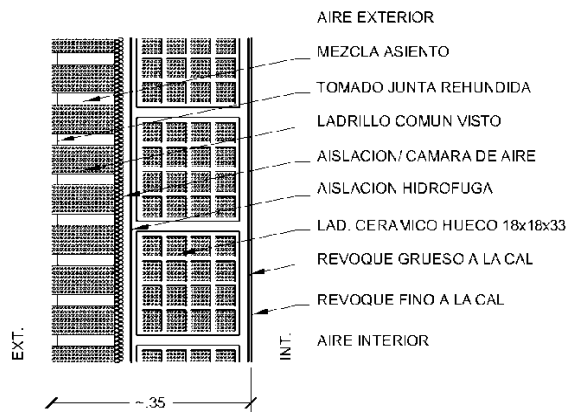 AIRE EXTERIOR
MEZCLA ASIENTO
TOMADO JUNTA REHUNDIDA
LADRILLO COMUN VISTO
AISLACION/ CAMARA DE AIRE
AISLACION HIDROFUGA
LAD. CERAMICO HUECO 18x18x33
REVOQUE GRUESO A LA CAL
REVOQUE FINO A LA CAL
AIRE INTERIOR
EXT.
INT.
~.35